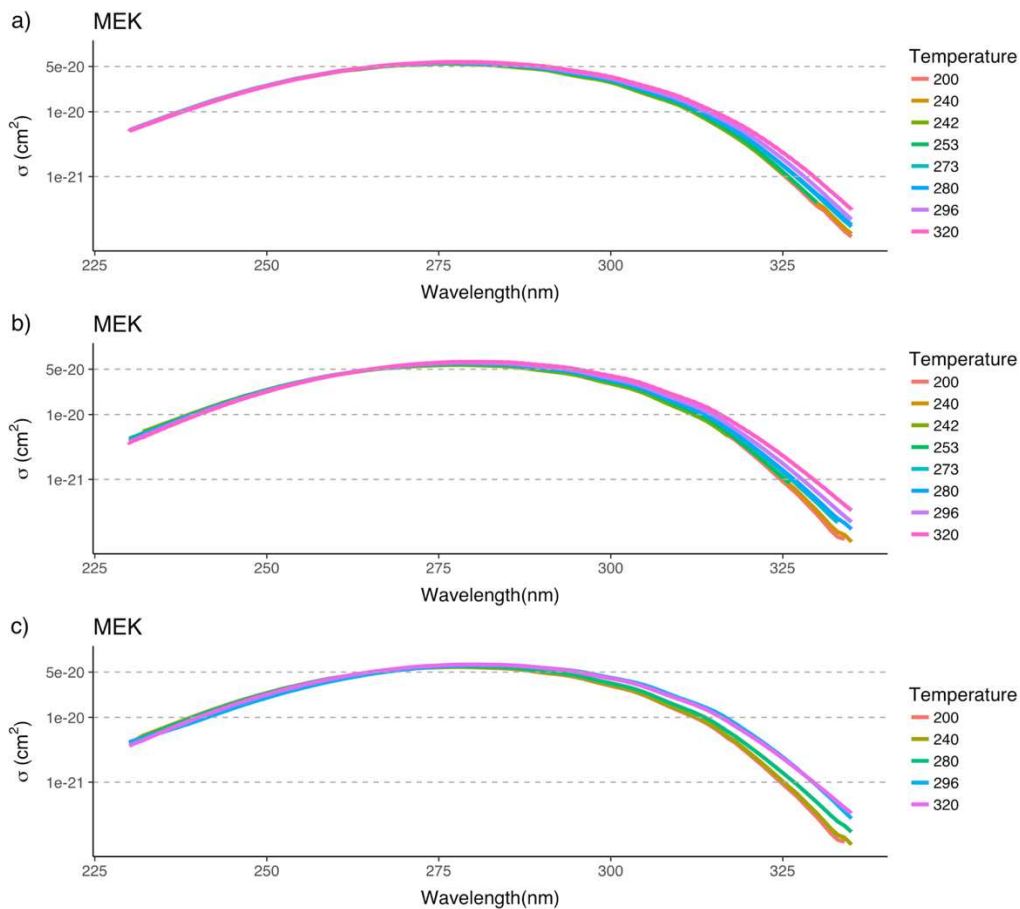 a) MEK
5e-20
1e-20
1e-21
σ (cm²)
225 250 275 300 325
Wavelength(nm)
Temperature
200
240
242
253
273
280
296
320
b) MEK
5e-20
1e-20
1e-21
σ (cm²)
225 250 275 300 325
Wavelength(nm)
Temperature
200
240
242
253
273
280
296
320
c) MEK
5e-20
1e-20
1e-21
σ (cm²)
225 250 275 300 325
Wavelength(nm)
Temperature
200
240
280
296
320